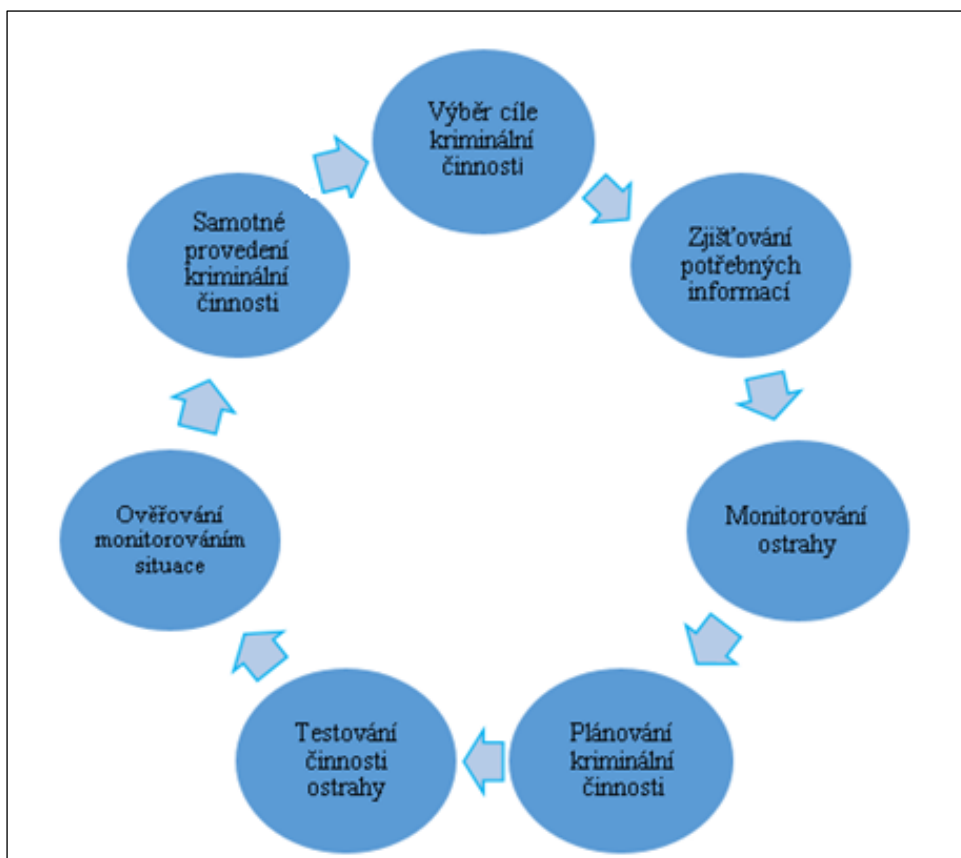 Výběr cíle
kriminální
činnosti
Zjišťování
potřebných
informací
Monitorování
ostrahy
Plánování
kriminální
činnosti
Testování
činnosti
ostrahy
Ověřování
monitorováním
situace
Samotné
provedení
kriminální
činnosti